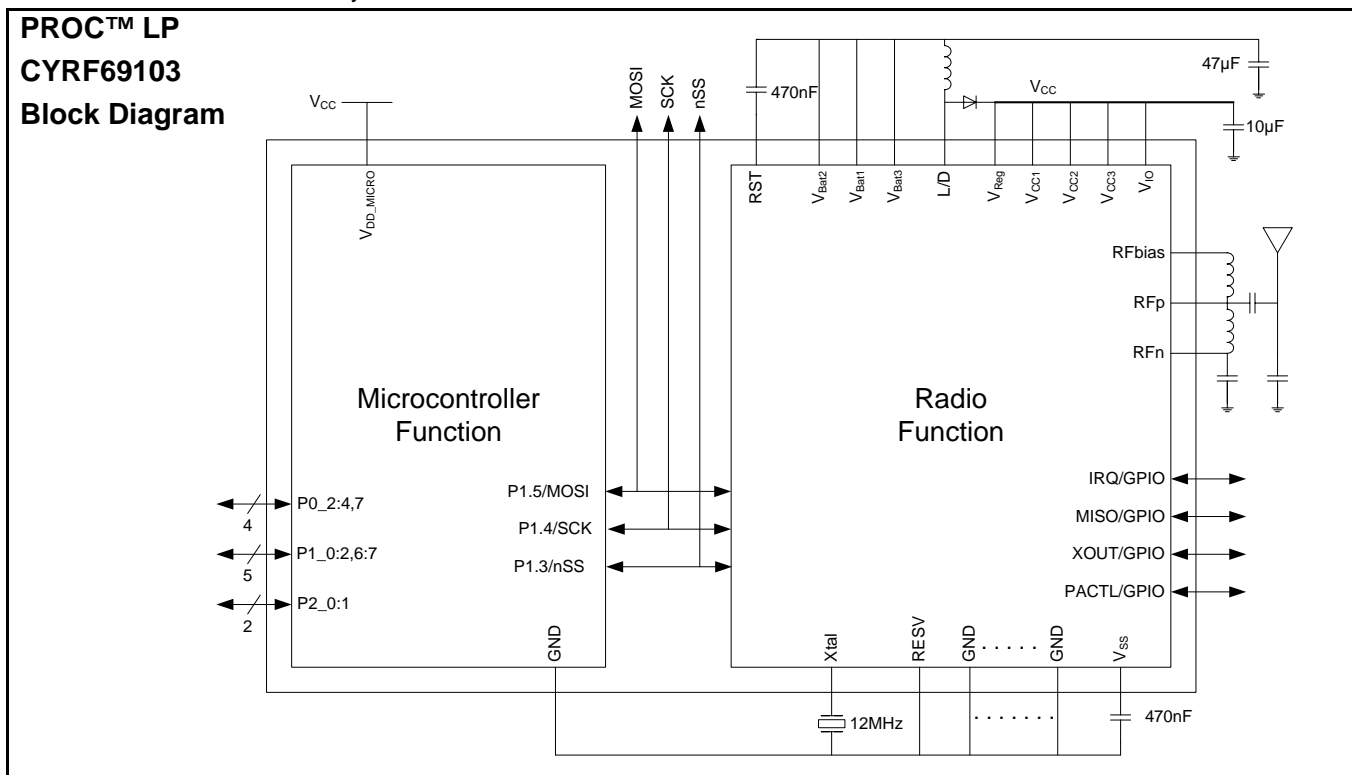 PROC™ LP
CYRF69103
Block Diagram
VCC
MOSI
SCK
nSS
470nF
47µF
VCC
10µF
VDD_MICRO
RST
VBat2
VBat1
VBat3
L/D
VReg
VCC1
VCC2
VCC3
VIO
RFbias
RFp
RFn
Microcontroller
Function
Radio
Function
P0_2:4,7
4
P1_0:2,6:7
5
P2_0:1
2
P1.5/MOSI
P1.4/SCK
P1.3/nSS
IRQ/GPIO
MISO/GPIO
XOUT/GPIO
PACTL/GPIO
GND
Xtal
RESV
GND
. . . . .
GND
VSS
12MHz
. . . . . . .
470nF